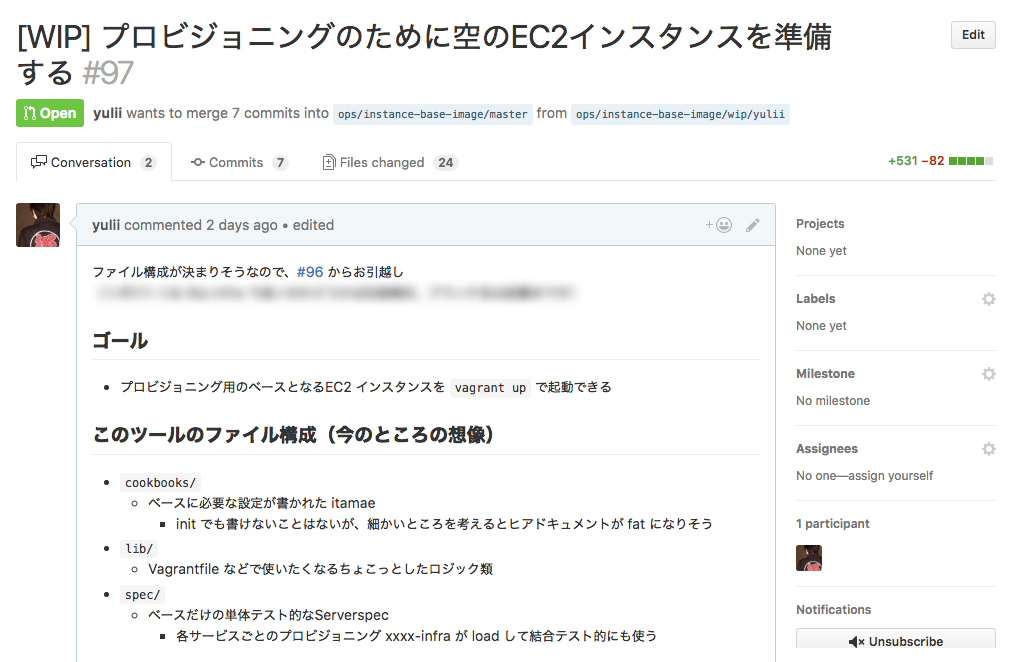 [WIP] プロビジョニングのために空のEC2インスタンスを準備
する #97
Edit
Open yulii wants to merge 7 commits into ops/instance-base-image/master from ops/instance-base-image/wip/yulii
Conversation 2 Commits 7 Files changed 24 +531 −82
yulii commented 2 days ago • edited
ファイル構成が決まりそうなので、#96 からお引越し
ゴール
• プロビジョニング用のベースとなるEC2 インスタンスを vagrant up で起動できる
このツールのファイル構成（今のところの想像）
• cookbooks/
◦ ベースに必要な設定が書かれた itamae
▪ init でも書けないことはないが、細かいところを考えるとヒアドキュメントが fat になりそう
• lib/
◦ Vagrantfile などで使いたくなるちょこっとしたロジック類
• spec/
◦ ベースだけの単体テスト的なServerspec
▪ 各サービスごとのプロビジョニング xxxx-infra が load して結合テスト的にも使う
Projects
None yet
Labels
None yet
Milestone
No milestone
Assignees
No one—assign yourself
1 participant
Notifications
Unsubscribe